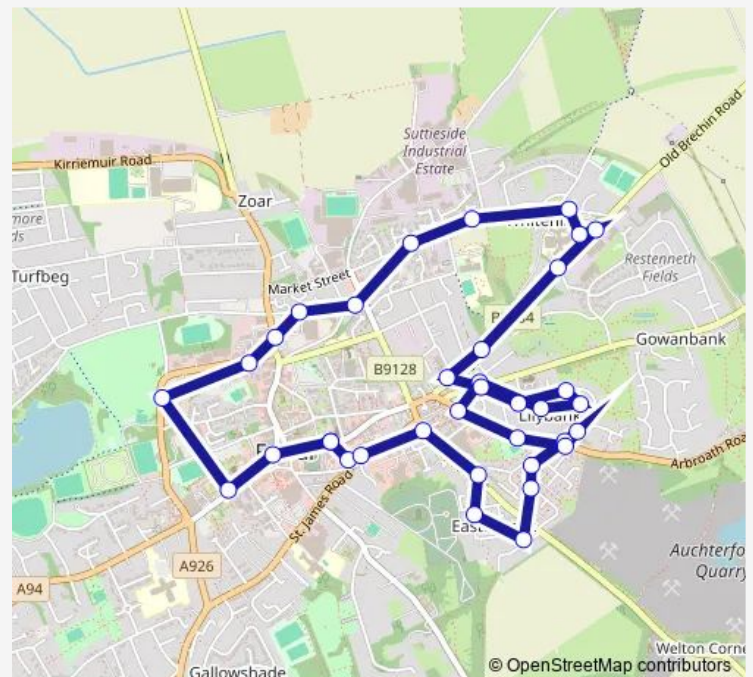 Suttieside
Industrial
Estate
Old Brechin Road
Kirriemuir Road
Zoar
Restenneth
Fields
Turfbeg
Market Street
Gowanbank
B9128
Lilybank
Arbroath Roa
St. James Road
A926
A94
Auchterfo
Quarry
Welton Corne
Gallowshade
© OpenStreetMap contributors